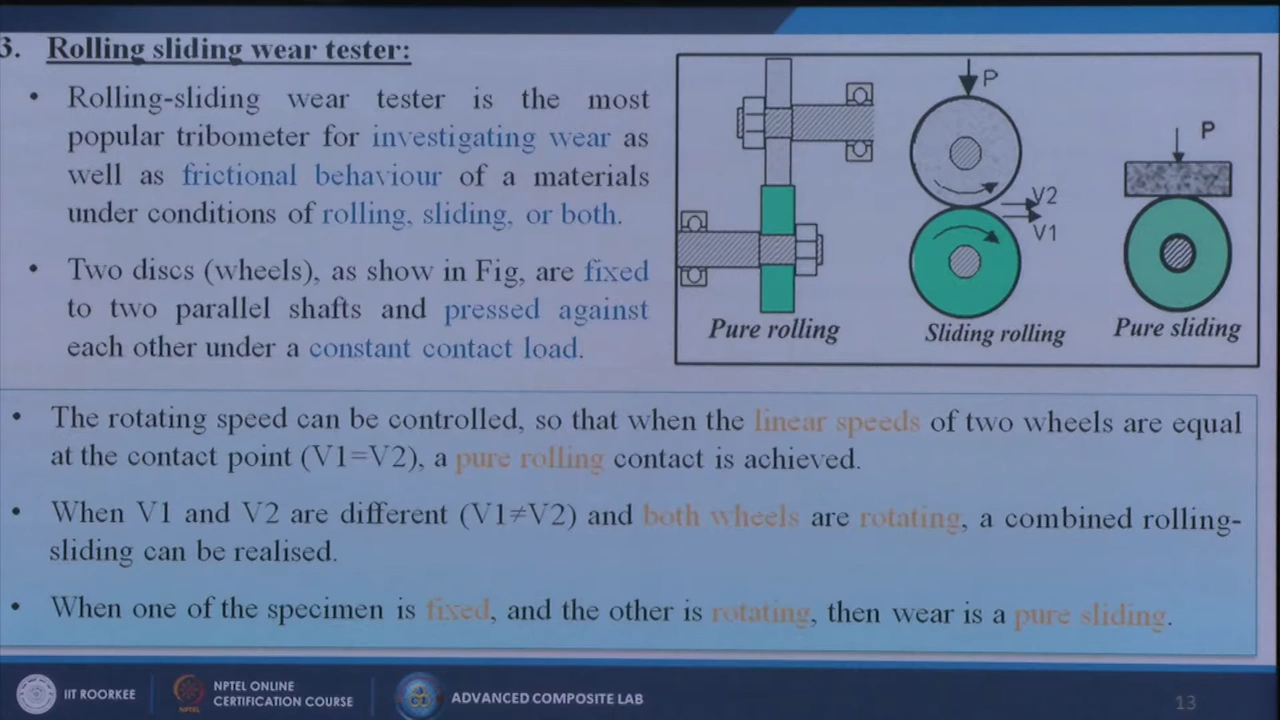 3. Rolling sliding wear tester:
• Rolling-sliding wear tester is the most
popular tribometer for investigating wear as
well as frictional behaviour of a materials
under conditions of rolling, sliding, or both.
• Two discs (wheels), as show in Fig, are fixed
to two parallel shafts and pressed against
each other under a constant contact load.
P
V2
V1
P
Pure rolling
Sliding rolling
Pure sliding
• The rotating speed can be controlled, so that when the linear speeds of two wheels are equal
at the contact point (V1=V2), a pure rolling contact is achieved.
• When V1 and V2 are different (V1≠V2) and both wheels are rotating, a combined rolling-
sliding can be realised.
• When one of the specimen is fixed, and the other is rotating, then wear is a pure sliding.
IIT ROORKEE
NPTEL
NPTEL ONLINE
CERTIFICATION COURSE
ADVANCED COMPOSITE LAB
13